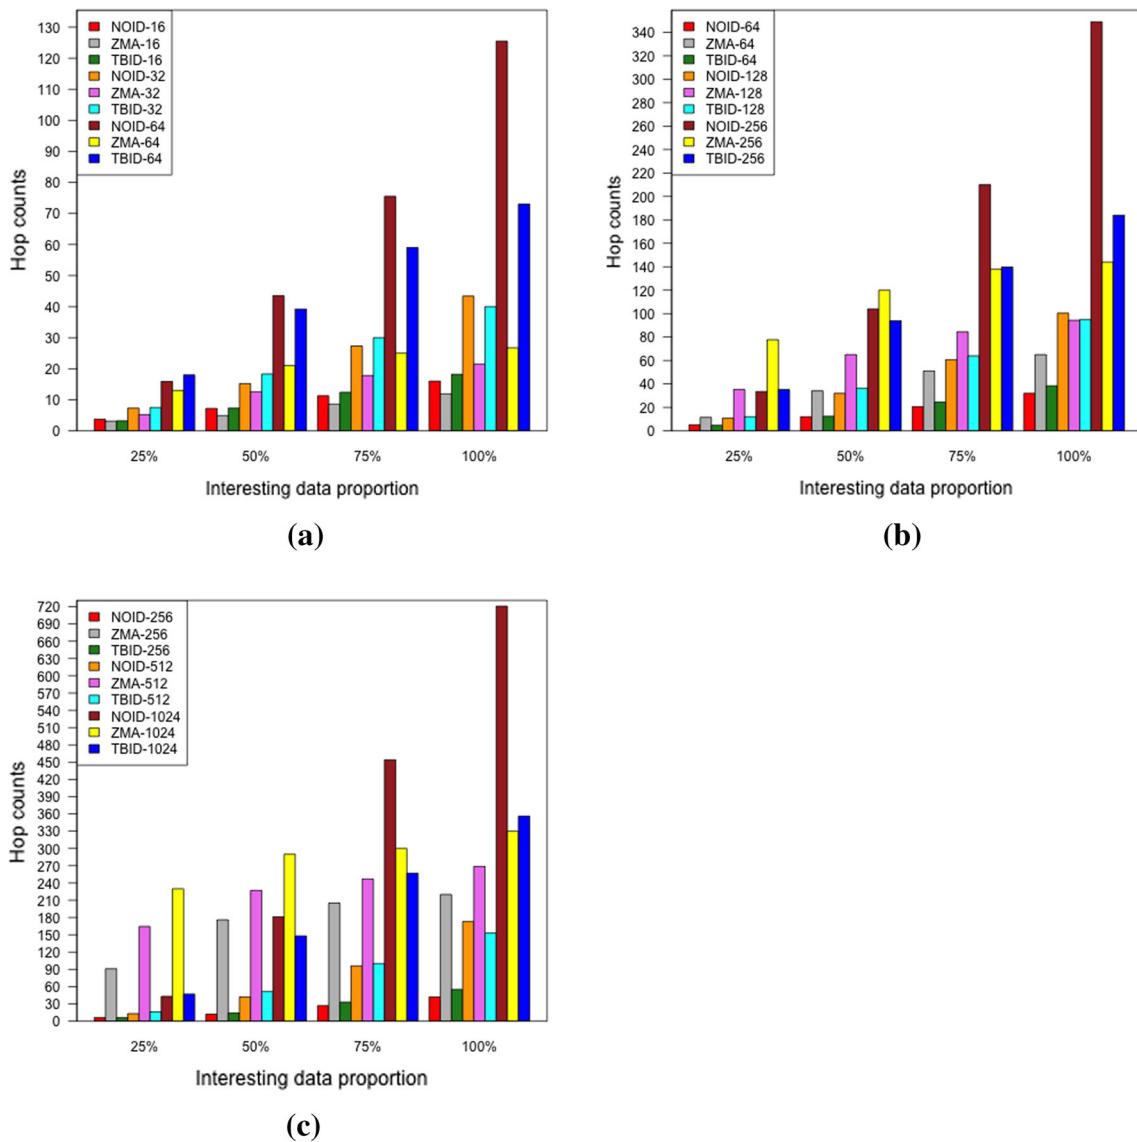 130
120
110
100
90
80
70
60
50
40
30
20
10
0
Hop counts
NOID-16
ZMA-16
TBID-16
NOID-32
ZMA-32
TBID-32
NOID-64
ZMA-64
TBID-64
25% 50% 75% 100%
Interesting data proportion
(a)
340
320
300
280
260
240
220
200
180
160
140
120
100
80
60
40
20
0
Hop counts
NOID-64
ZMA-64
TBID-64
NOID-128
ZMA-128
TBID-128
NOID-256
ZMA-256
TBID-256
25% 50% 75% 100%
Interesting data proportion
(b)
720
690
660
630
600
570
540
510
480
450
420
390
360
330
300
270
240
210
180
150
120
90
60
30
0
Hop counts
NOID-256
ZMA-256
TBID-256
NOID-512
ZMA-512
TBID-512
NOID-1024
ZMA-1024
TBID-1024
25% 50% 75% 100%
Interesting data proportion
(c)